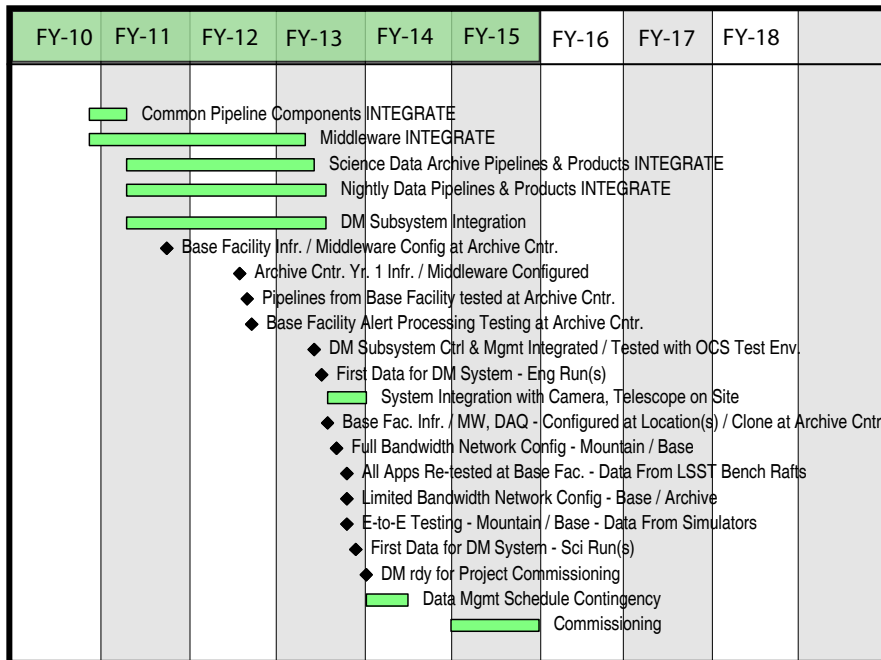 FY-10 FY-11 FY-12 FY-13 FY-14 FY-15 FY-16 FY-17 FY-18
Common Pipeline Components INTEGRATE
Middleware INTEGRATE
Science Data Archive Pipelines & Products INTEGRATE
Nightly Data Pipelines & Products INTEGRATE
DM Subsystem Integration
Base Facility Infr. / Middleware Config at Archive Cntr.
Archive Cntr. Yr. 1 Infr. / Middleware Configured
Pipelines from Base Facility tested at Archive Cntr.
Base Facility Alert Processing Testing at Archive Cntr.
DM Subsystem Ctrl & Mgmt Integrated / Tested with OCS Test Env.
First Data for DM System - Eng Run(s)
System Integration with Camera, Telescope on Site
Base Fac. Infr. / MW, DAQ - Configured at Location(s) / Clone at Archive Cntr
Full Bandwidth Network Config - Mountain / Base
All Apps Re-tested at Base Fac. - Data From LSST Bench Rafts
Limited Bandwidth Network Config - Base / Archive
E-to-E Testing - Mountain / Base - Data From Simulators
First Data for DM System - Sci Run(s)
DM rdy for Project Commissioning
Data Mgmt Schedule Contingency
Commissioning